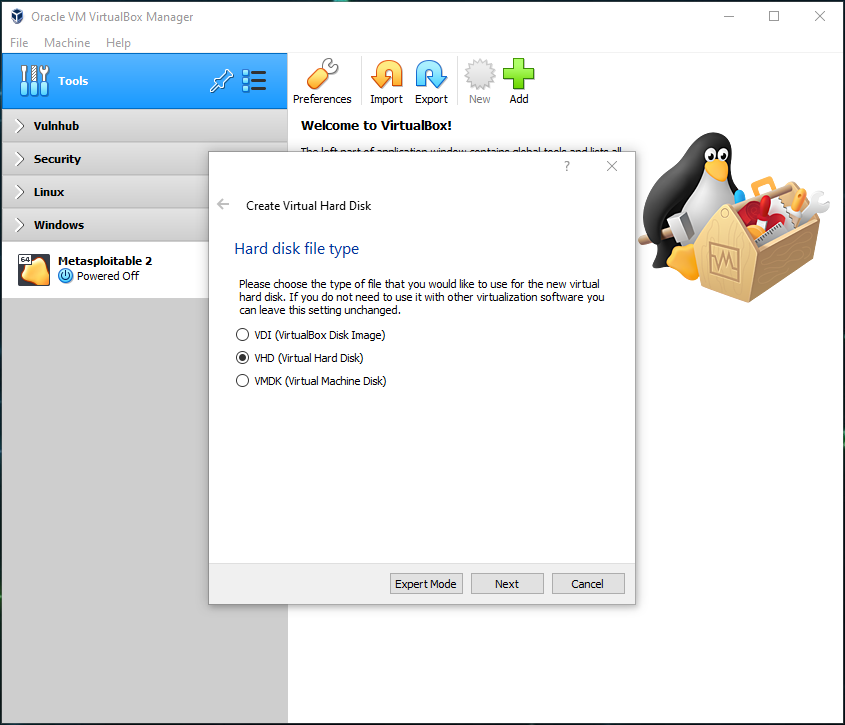 Oracle VM VirtualBox Manager
File Machine Help
Tools
Preferences Import Export New Add
Vulnhub
Security
Linux
Windows
64
Metasploitable 2
Powered Off
Welcome to VirtualBox!
The left part of application window contains global tools and lists all
?
Create Virtual Hard Disk
Hard disk file type
Please choose the type of file that you would like to use for the new virtual
hard disk. If you do not need to use it with other virtualization software you
can leave this setting unchanged.
VDI (VirtualBox Disk Image)
VHD (Virtual Hard Disk)
VMDK (Virtual Machine Disk)
Expert Mode Next Cancel